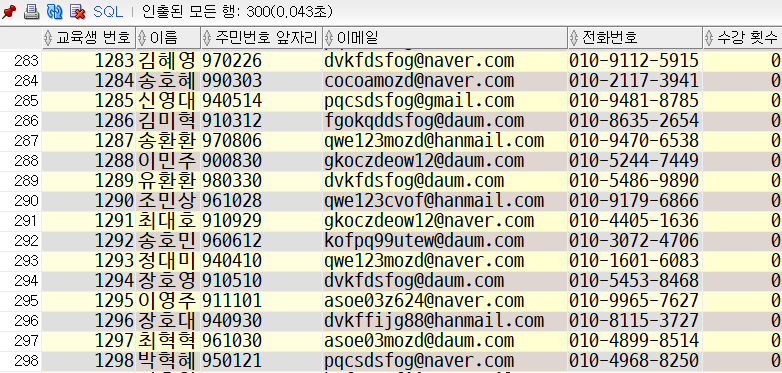 SQL | 인출된 모든 행: 300(0,043초)
교육생 번호 이름 주민번호 앞자리 이메일 전화번호 수강 횟수
283 1283 김혜영 970226 dvkfdsfog@naver.com 010-9112-5915 0
284 1284 송호혜 990303 cocoamozd@naver.com 010-2117-3941 0
285 1285 신영대 940514 pqcsdsfog@gmail.com 010-9481-8785 0
286 1286 김미혁 910312 fgokqddsfog@daum.com 010-8635-2654 0
287 1287 송환환 970806 qwe123mozd@hanmail.com 010-9470-6538 0
288 1288 이민주 900830 gkoczdeow12@daum.com 010-5244-7449 0
289 1289 유환환 980330 dvkfdsfog@daum.com 010-5486-9890 0
290 1290 조민상 961028 qwe123cvof@hanmail.com 010-9179-6866 0
291 1291 최대호 910929 gkoczdeow12@naver.com 010-4405-1636 0
292 1292 송호민 960612 kofpq99utew@daum.com 010-3072-4706 0
293 1293 정대미 940410 qwe123mozd@naver.com 010-1601-6083 0
294 1294 장호영 910510 dvkfdsfog@daum.com 010-5453-8468 0
295 1295 이영주 911101 asoe03z624@naver.com 010-9965-7627 0
296 1296 장호대 940930 dvkffijg88@hanmail.com 010-8115-3727 0
297 1297 최혁혁 961030 asoe03mozd@daum.com 010-4899-8514 0
298 1298 박혁혜 950121 pqcsdsfog@naver.com 010-4968-8250 0